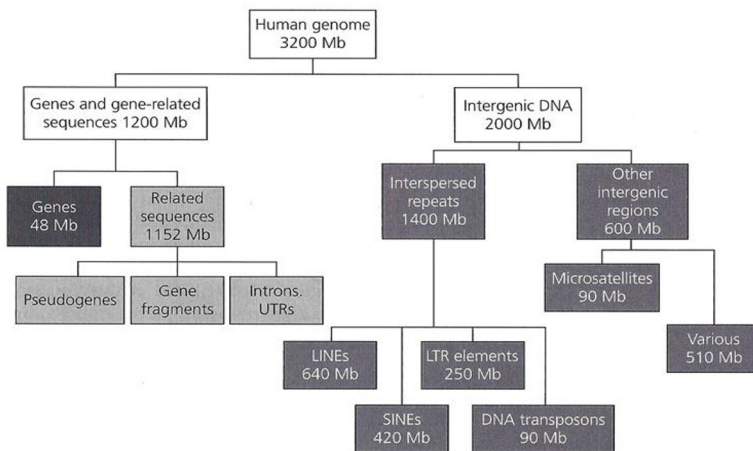 Human genome
3200 Mb
Genes and gene-related
sequences 1200 Mb
Intergenic DNA
2000 Mb
Genes
48 Mb
Related
sequences
1152 Mb
Interspersed
repeats
1400 Mb
Other
intergenic
regions
600 Mb
Pseudogenes
Gene
fragments
Introns.
UTRs
Microsatellites
90 Mb
LINEs
640 Mb
LTR elements
250 Mb
Various
510 Mb
SINEs
420 Mb
DNA transposons
90 Mb